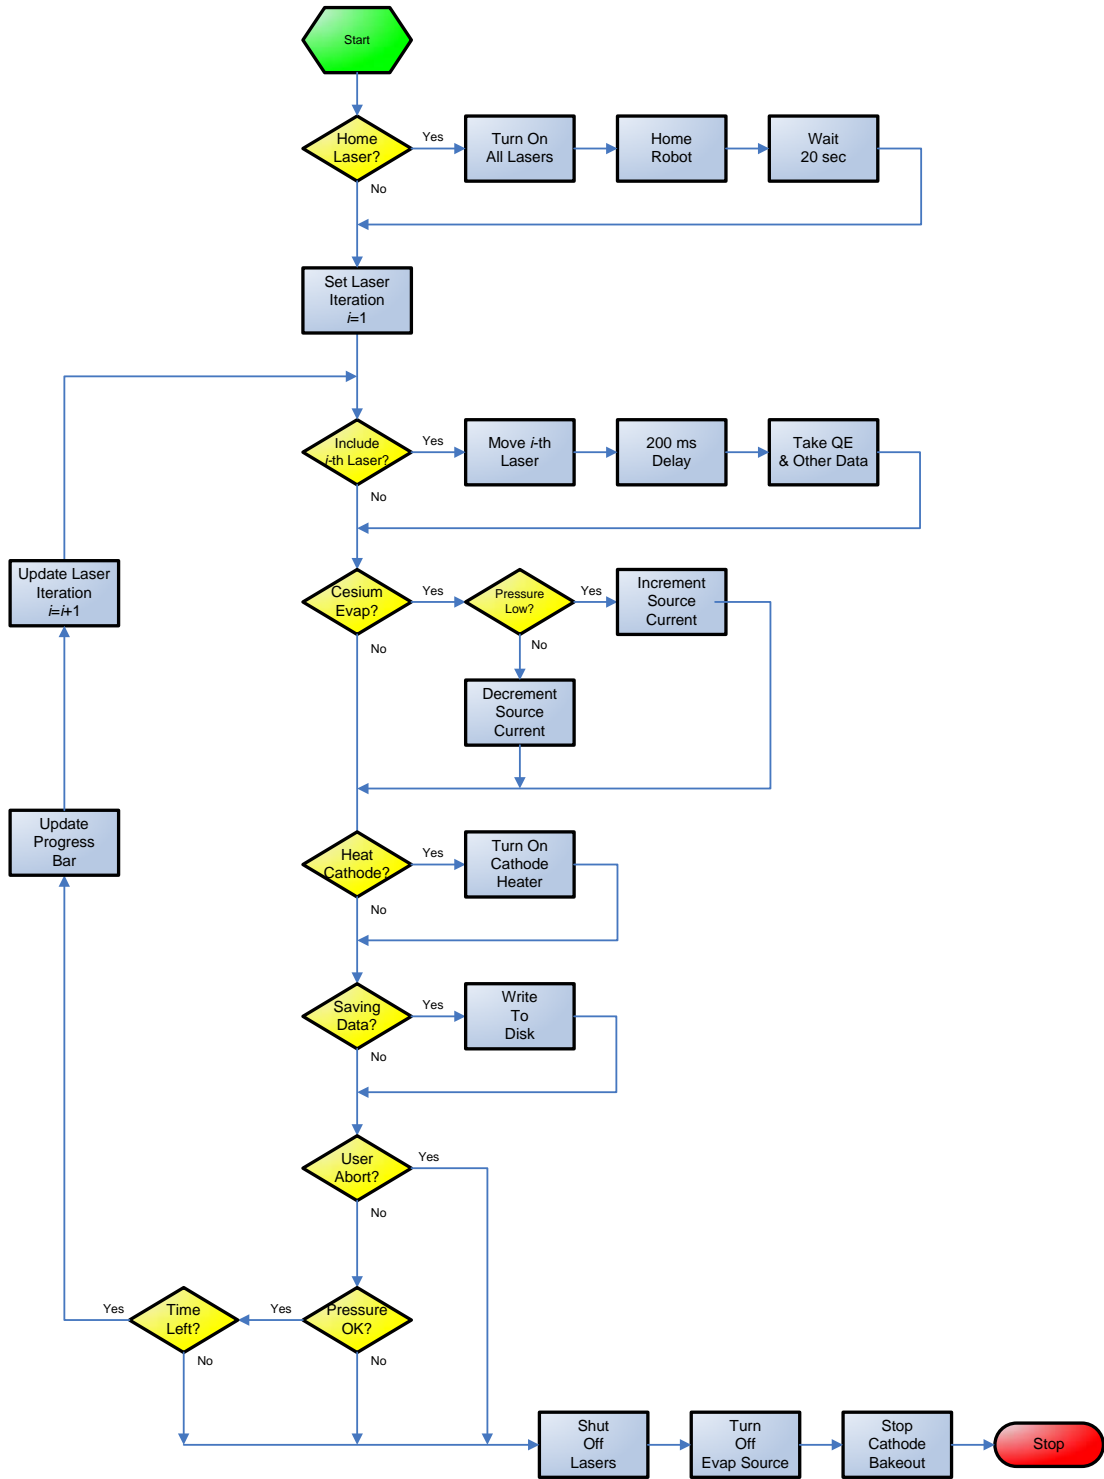 Start
Home
Laser?
Yes
Turn On
All Lasers
Home
Robot
Wait
20 sec
No
Set Laser
Iteration
i=1
Include
i-th Laser?
Yes
Move i-th
Laser
200 ms
Delay
Take QE
& Other Data
No
Update Laser
Iteration
i=i+1
Cesium
Evap?
Yes
Pressure
Low?
Yes
Increment
Source
Current
No
No
Decrement
Source
Current
Update
Progress
Bar
Heat
Cathode?
Yes
Turn On
Cathode
Heater
No
Saving
Data?
Yes
Write
To
Disk
No
User
Abort?
Yes
No
Yes
Time
Left?
Yes
Pressure
OK?
No
No
Shut
Off
Lasers
Turn
Off
Evap Source
Stop
Cathode
Bakeout
Stop